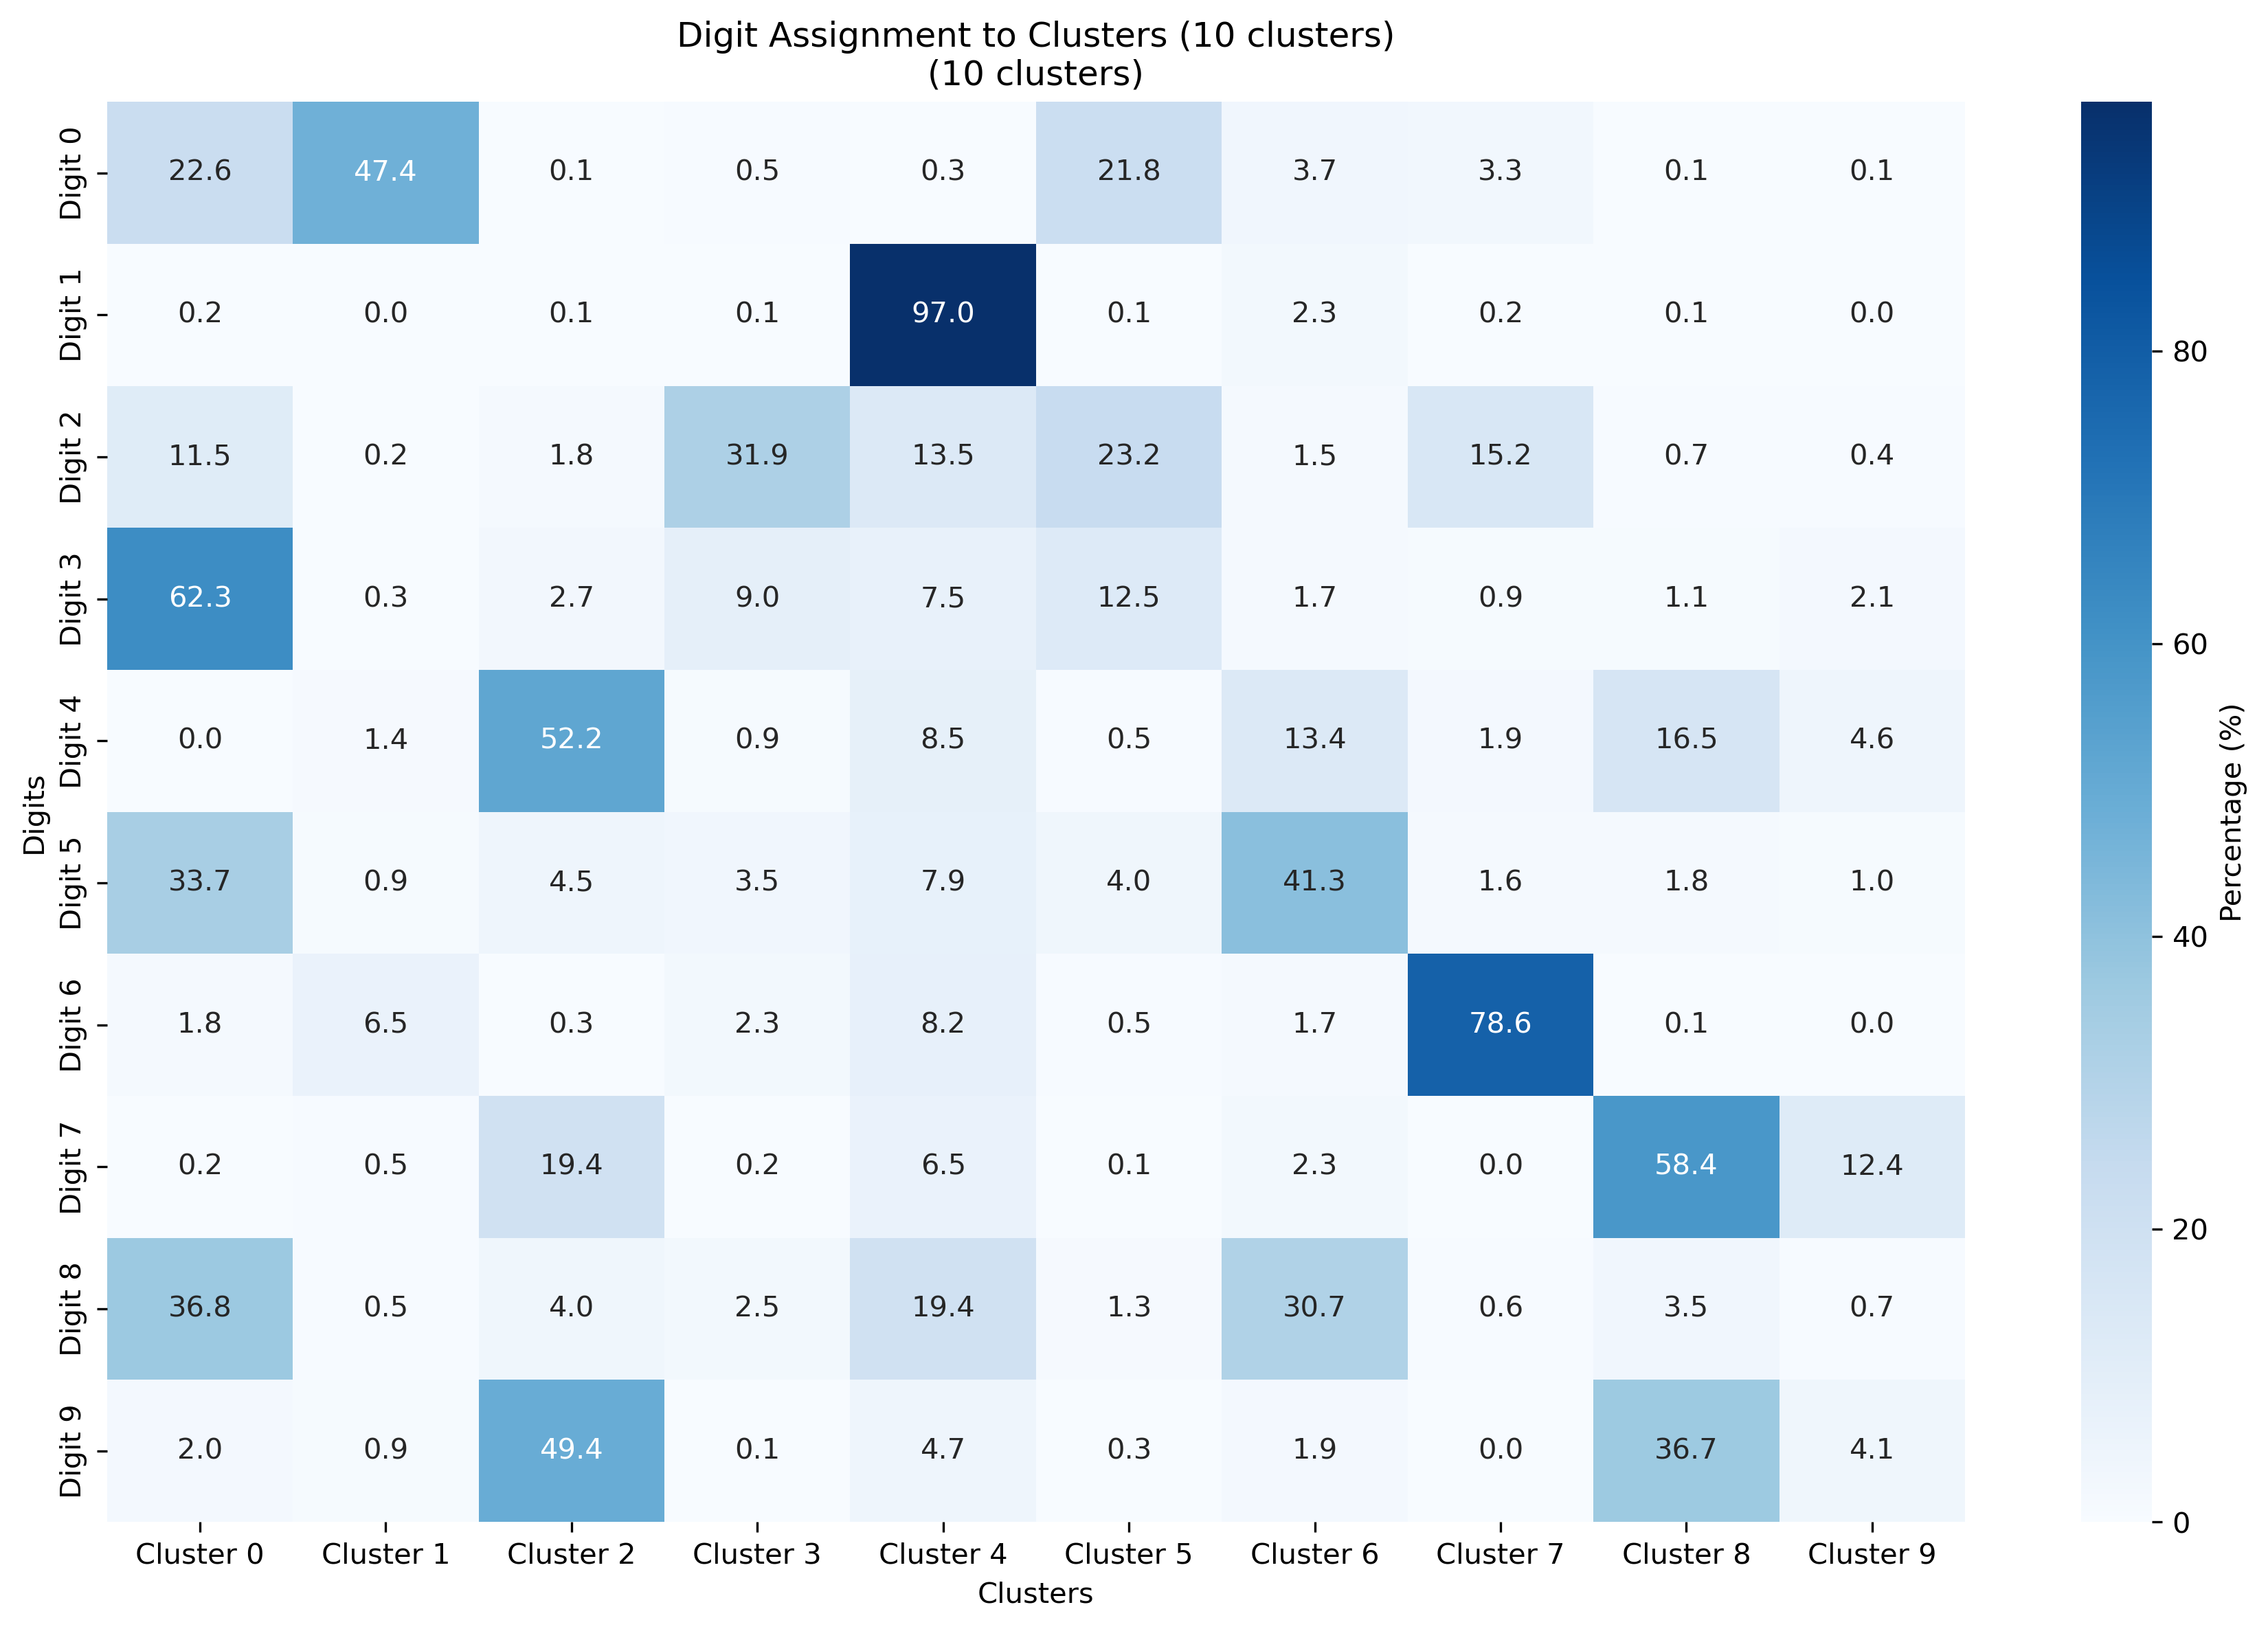 Digit Assignment to Clusters (10 clusters)
(10 clusters)
Digit 0 22.6 47.4 0.1 0.5 0.3 21.8 3.7 3.3 0.1 0.1
Digit 1 0.2 0.0 0.1 0.1 97.0 0.1 2.3 0.2 0.1 0.0
Digit 2 11.5 0.2 1.8 31.9 13.5 23.2 1.5 15.2 0.7 0.4
Digit 3 62.3 0.3 2.7 9.0 7.5 12.5 1.7 0.9 1.1 2.1
Digit 4 0.0 1.4 52.2 0.9 8.5 0.5 13.4 1.9 16.5 4.6
Digit 5 33.7 0.9 4.5 3.5 7.9 4.0 41.3 1.6 1.8 1.0
Digit 6 1.8 6.5 0.3 2.3 8.2 0.5 1.7 78.6 0.1 0.0
Digit 7 0.2 0.5 19.4 0.2 6.5 0.1 2.3 0.0 58.4 12.4
Digit 8 36.8 0.5 4.0 2.5 19.4 1.3 30.7 0.6 3.5 0.7
Digit 9 2.0 0.9 49.4 0.1 4.7 0.3 1.9 0.0 36.7 4.1
Cluster 0 Cluster 1 Cluster 2 Cluster 3 Cluster 4 Cluster 5 Cluster 6 Cluster 7 Cluster 8 Cluster 9
Clusters
Digits
80
60
40
20
0
Percentage (%)